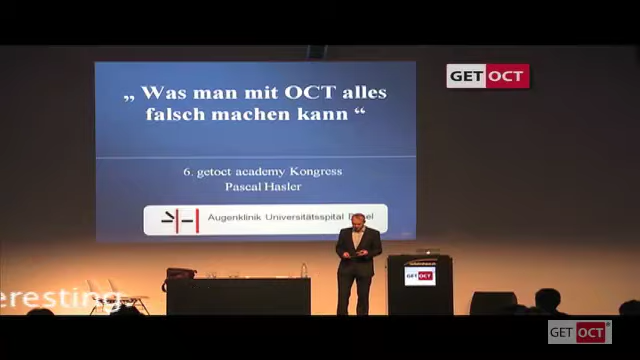 GET OCT
„ Was man mit OCT alles
falsch machen kann “
6. getoct academy Kongress
Pascal Hasler
Augenklinik Universitätsspital
GET OCT
eresting.
GET OCT